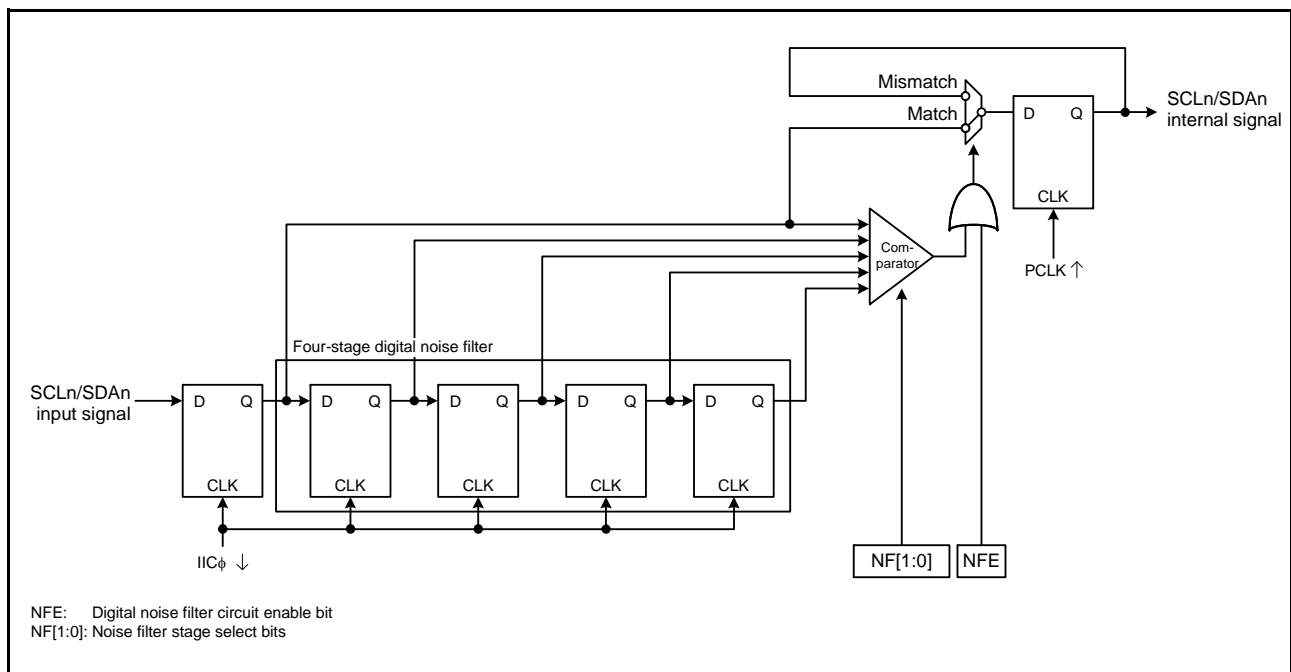 Mismatch
Match
D Q
CLK
SCLn/SDAn
internal signal
PCLK ↑
Com-
parator
Four-stage digital noise filter
SCLn/SDAn
input signal
D Q
CLK
D Q
CLK
D Q
CLK
D Q
CLK
D Q
CLK
IICϕ ↓
NF[1:0]
NFE
NFE: Digital noise filter circuit enable bit
NF[1:0]: Noise filter stage select bits